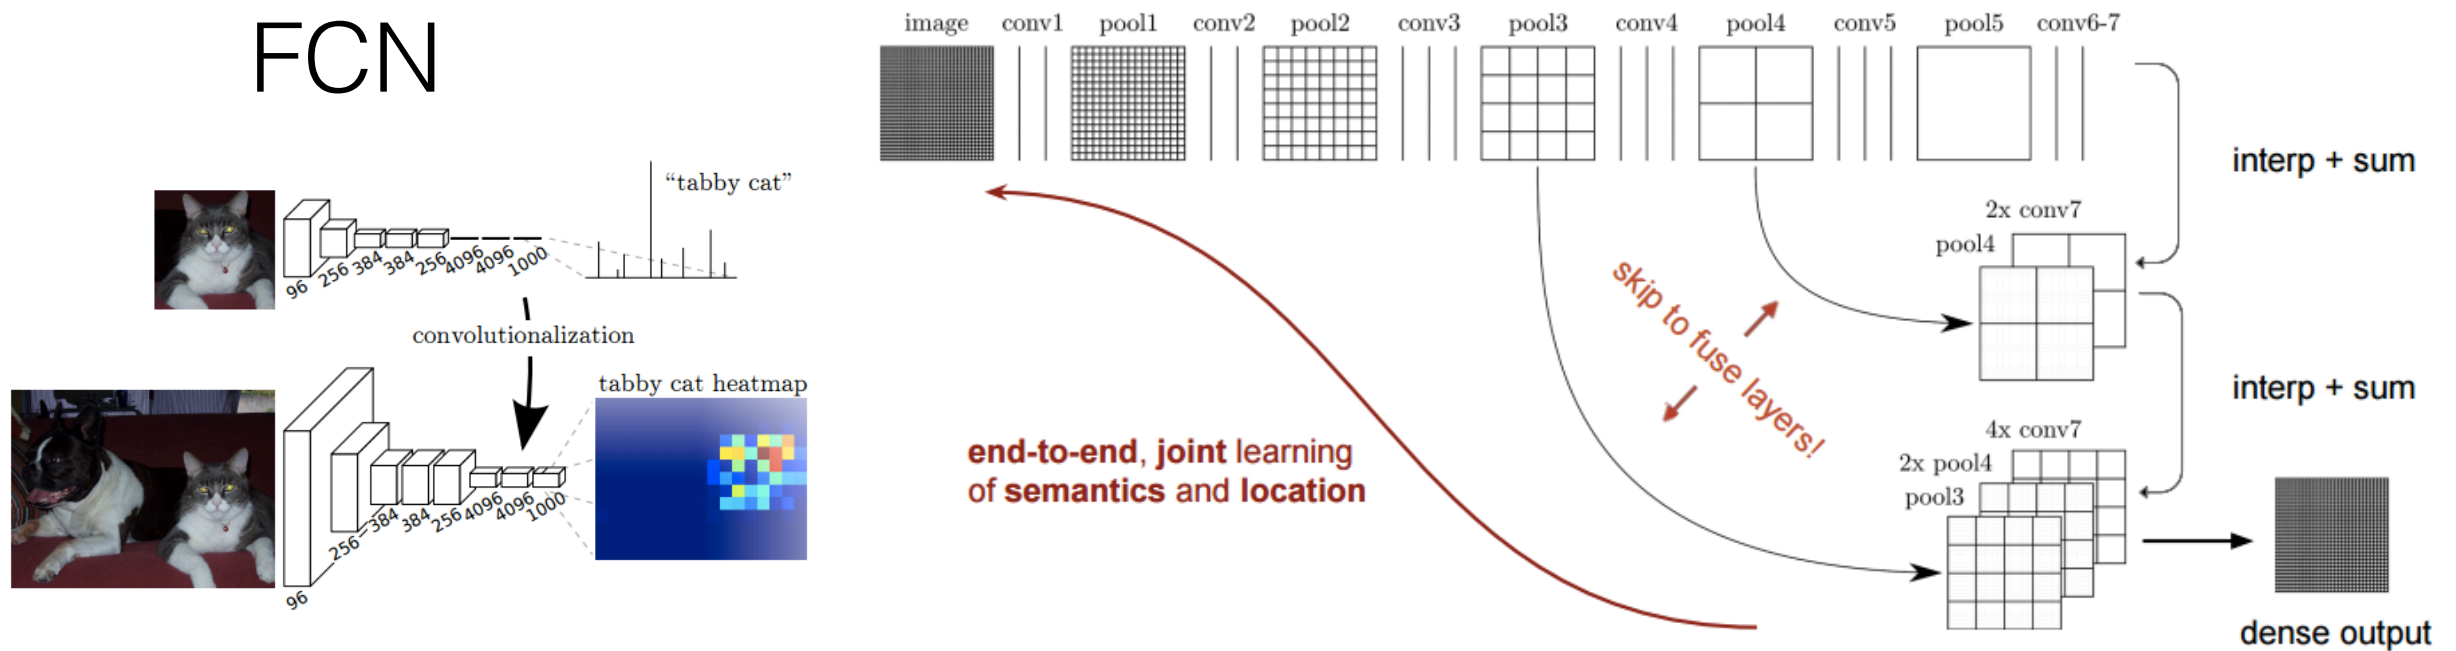 FCN
“tabby cat”
96 256 384 384 256 4096 4096 1000
convolutionalization
tabby cat heatmap
96 256 384 384 256 4096 4096 1000
image conv1 pool1 conv2 pool2 conv3 pool3 conv4 pool4 conv5 pool5 conv6-7
interp + sum
2x conv7
pool4
skip to fuse layers!
interp + sum
4x conv7
2x pool4
pool3
end-to-end, joint learning
of semantics and location
dense output